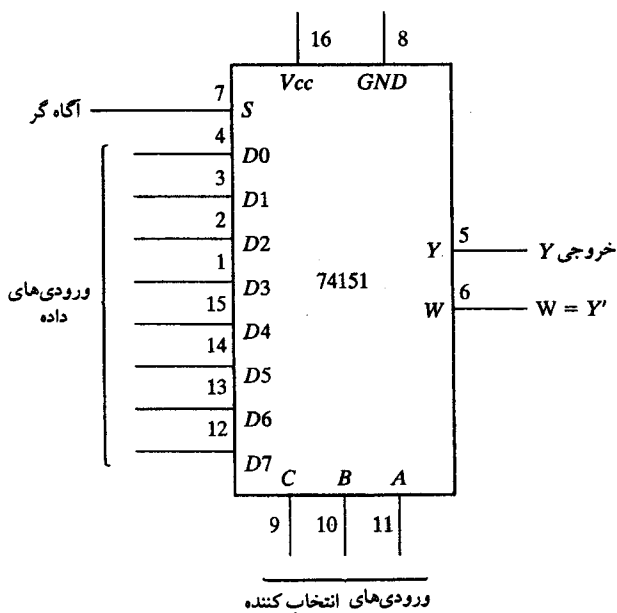 16 8
Vcc GND
آگاه گر 7 S
4 D0
3 D1
2 D2
1 D3
15 D4
14 D5
13 D6
12 D7
ورودی‌های
داده
74151
Y 5 خروجی Y
W 6 W = Y'
C B A
9 10 11
ورودی‌های انتخاب کننده